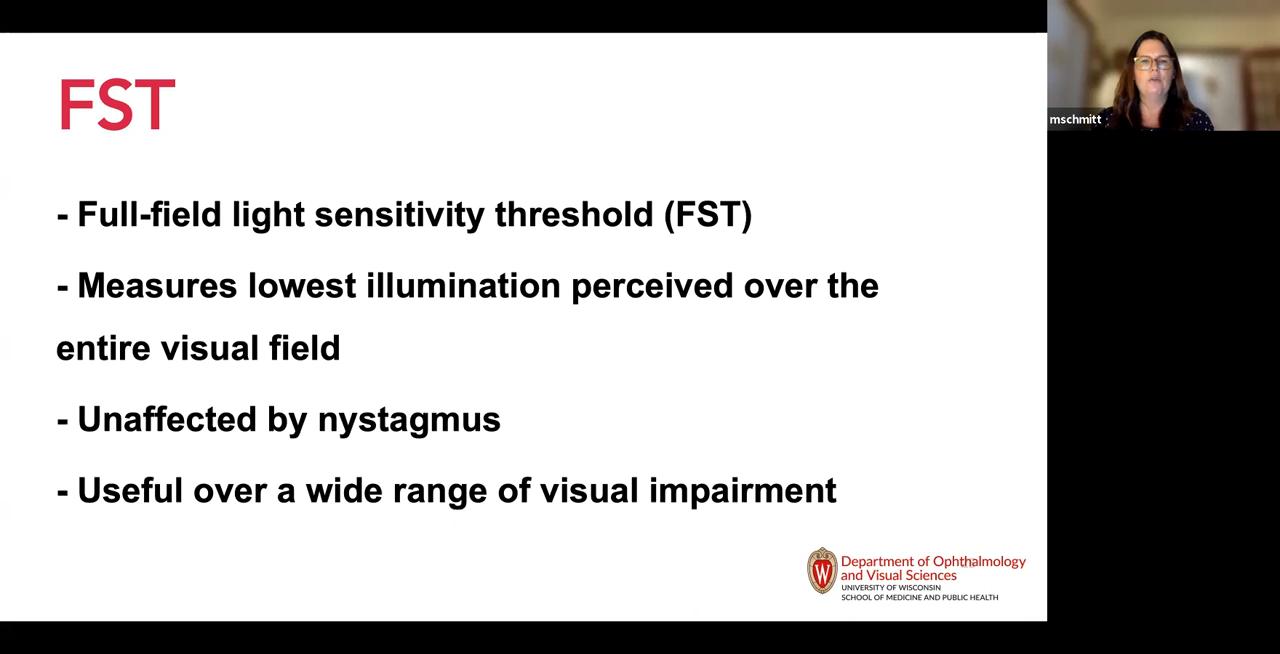 FST
- Full-field light sensitivity threshold (FST)
- Measures lowest illumination perceived over the
entire visual field
- Unaffected by nystagmus
- Useful over a wide range of visual impairment
W
Department of Ophthalmology
and Visual Sciences
UNIVERSITY OF WISCONSIN
SCHOOL OF MEDICINE AND PUBLIC HEALTH
mschmitt